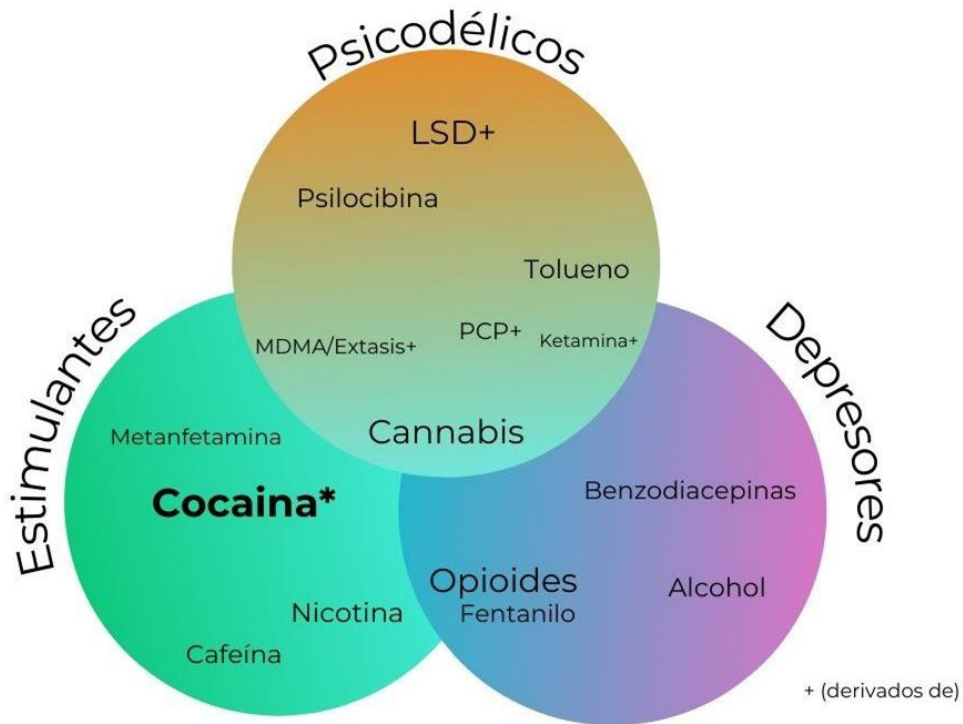 Psicodélicos
LSD+
Psilocibina
Tolueno
MDMA/Extasis+
PCP+
Ketamina+
Cannabis
Estimulantes
Metanfetamina
Cocaina*
Nicotina
Cafeína
Depresores
Benzodiacepinas
Opioides
Fentanilo
Alcohol
+ (derivados de)